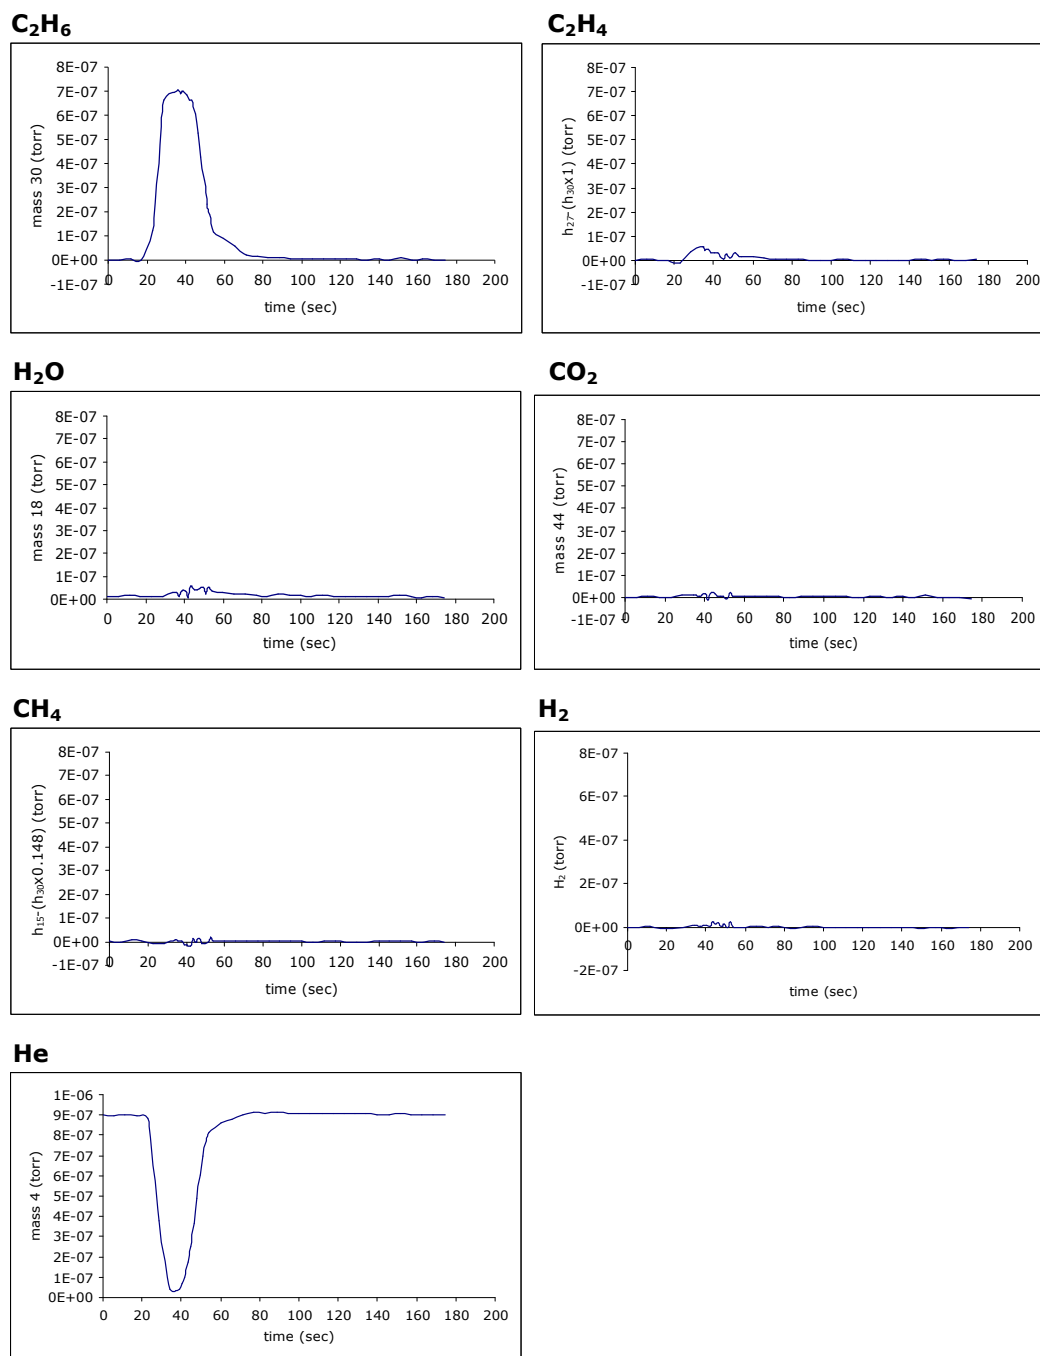 C₂H₆
8E-07
7E-07
6E-07
5E-07
4E-07
3E-07
2E-07
1E-07
0E+00
-1E-07
0 20 40 60 80 100 120 140 160 180 200
mass 30 (torr)
time (sec)
C₂H₄
8E-07
7E-07
6E-07
5E-07
4E-07
3E-07
2E-07
1E-07
0E+00
-1E-07
0 20 40 60 80 100 120 140 160 180 200
h₂₇-(h₃₀x1) (torr)
time (sec)
H₂O
8E-07
7E-07
6E-07
5E-07
4E-07
3E-07
2E-07
1E-07
0E+00
0 20 40 60 80 100 120 140 160 180 200
mass 18 (torr)
time (sec)
CO₂
8E-07
7E-07
6E-07
5E-07
4E-07
3E-07
2E-07
1E-07
0E+00
-1E-07
0 20 40 60 80 100 120 140 160 180 200
mass 44 (torr)
time (sec)
CH₄
8E-07
7E-07
6E-07
5E-07
4E-07
3E-07
2E-07
1E-07
0E+00
-1E-07
0 20 40 60 80 100 120 140 160 180 200
h₁₅-(h₃₀x0.148) (torr)
time (sec)
H₂
8E-07
6E-07
4E-07
2E-07
0E+00
-2E-07
0 20 40 60 80 100 120 140 160 180 200
H₂ (torr)
time (sec)
He
1E-06
9E-07
8E-07
7E-07
6E-07
5E-07
4E-07
3E-07
2E-07
1E-07
0E+00
0 20 40 60 80 100 120 140 160 180 200
mass 4 (torr)
time (sec)